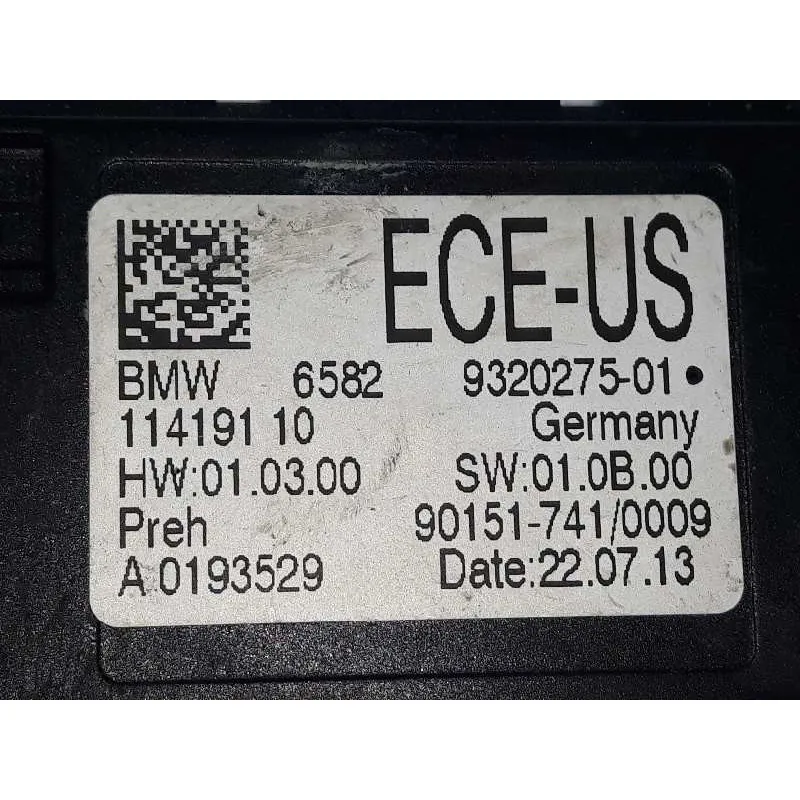 ECE-US
BMW 6582 9320275-01 •
114191 10 Germany
HW:01.03.00 SW:01.0B.00
Preh 90151-741/0009
A.0193529 Date:22.07.13